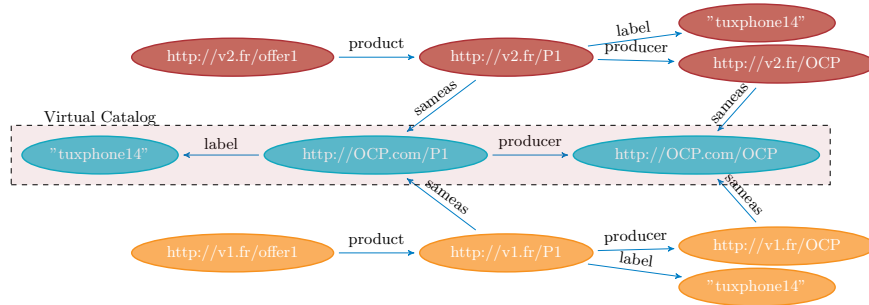 label
"tuxphone14"
product
producer
http://v2.fr/offer1
http://v2.fr/P1
http://v2.fr/OCP
sameas
sameas
Virtual Catalog
label
producer
"tuxphone14"
http://OCP.com/P1
http://OCP.com/OCP
sameas
sameas
product
producer
http://v1.fr/offer1
http://v1.fr/P1
http://v1.fr/OCP
label
"tuxphone14"